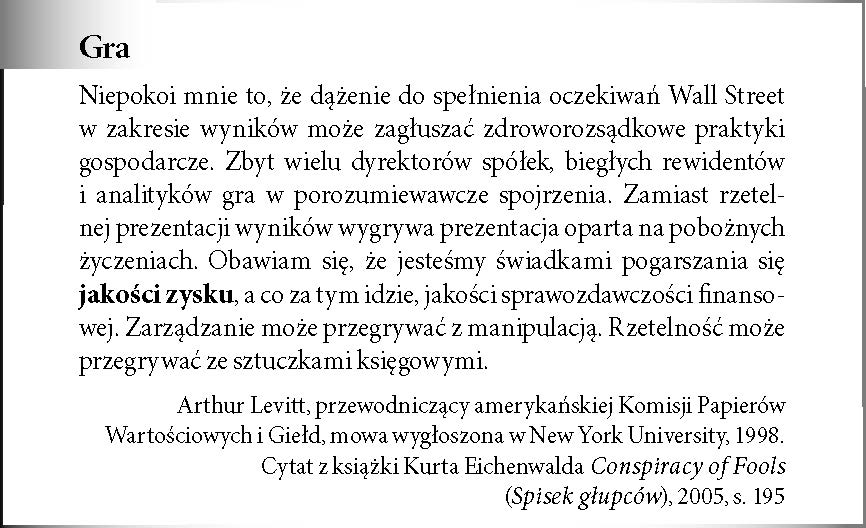 Gra
Niepokoi mnie to, że dążenie do spełnienia oczekiwań Wall Street
w zakresie wyników może zagłuszać zdroworozsądkowe praktyki
gospodarcze. Zbyt wielu dyrektorów spółek, biegłych rewidentów
i analityków gra w porozumiewawcze spojrzenia. Zamiast rzetel-
nej prezentacji wyników wygrywa prezentacja oparta na pobożnych
życzeniach. Obawiam się, że jesteśmy świadkami pogarszania się
jakości zysku, a co za tym idzie, jakości sprawozdawczości finanso-
wej. Zarządzanie może przegrywać z manipulacją. Rzetelność może
przegrywać ze sztuczkami księgowymi.
Arthur Levitt, przewodniczący amerykańskiej Komisji Papierów
Wartościowych i Giełd, mowa wygłoszona w New York University, 1998.
Cytat z książki Kurta Eichenwalda Conspiracy of Fools
(Spisek głupców), 2005, s. 195